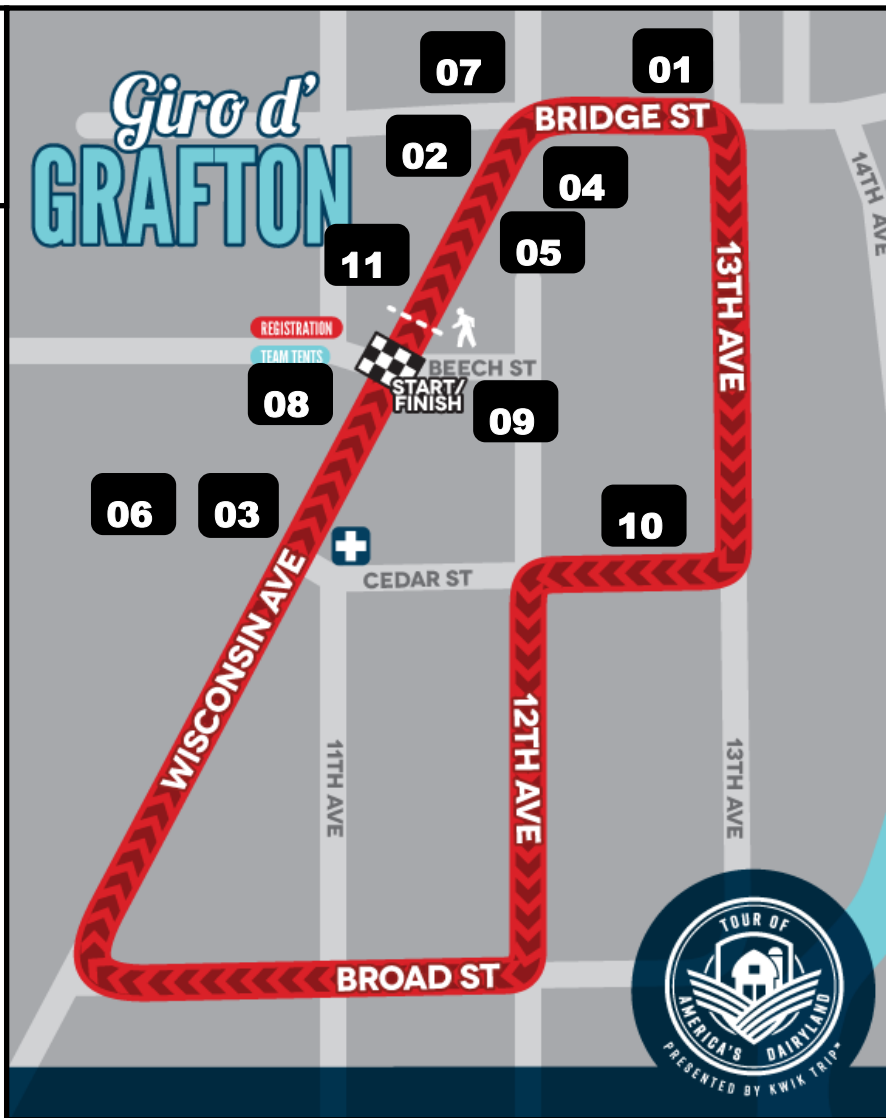 07
01
Giro d'
GRAFTON
BRIDGE ST
02
04
14TH AVE
11
05
13TH AVE
REGISTRATION
TEAM TENTS
BEECH ST
START/
FINISH
08
09
06
03
10
CEDAR ST
WISCONSIN AVE
12TH AVE
11TH AVE
13TH AVE
BROAD ST
TOUR OF
AMERICA'S DAIRYLAND
PRESENTED BY KWIK TRIP™